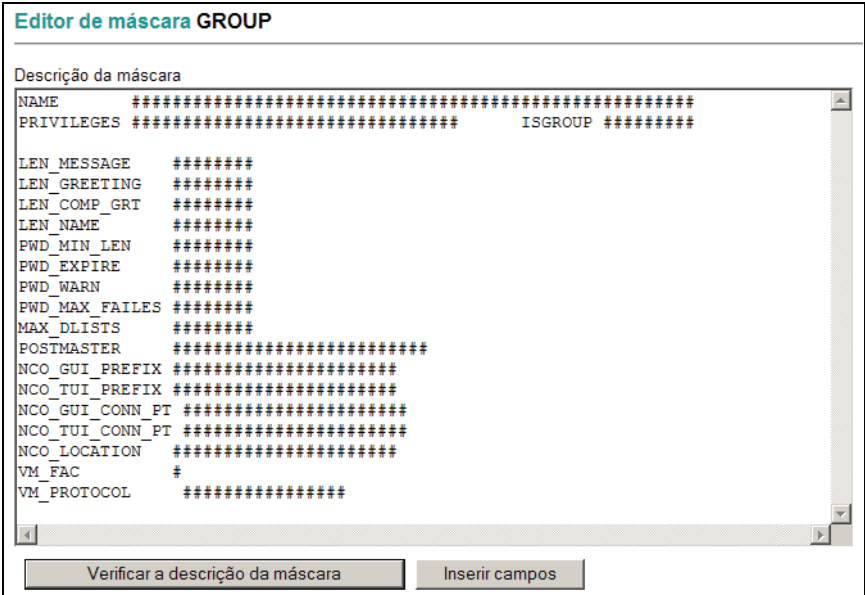 Editor de máscara GROUP
Descrição da máscara
NAME #######################################################
PRIVILEGES ################################ ISGROUP #########
LEN_MESSAGE ########
LEN_GREETING ########
LEN_COMP_GRT ########
LEN_NAME ########
PWD_MIN_LEN ########
PWD_EXPIRE ########
PWD_WARN ########
PWD_MAX_FAILES ########
MAX_DLISTS ########
POSTMASTER #########################
NCO_GUI_PREFIX ######################
NCO_TUI_PREFIX ######################
NCO_GUI_CONN_PT ######################
NCO_TUI_CONN_PT ######################
NCO_LOCATION ######################
VM_FAC #
VM_PROTOCOL ################
Verificar a descrição da máscara Inserir campos